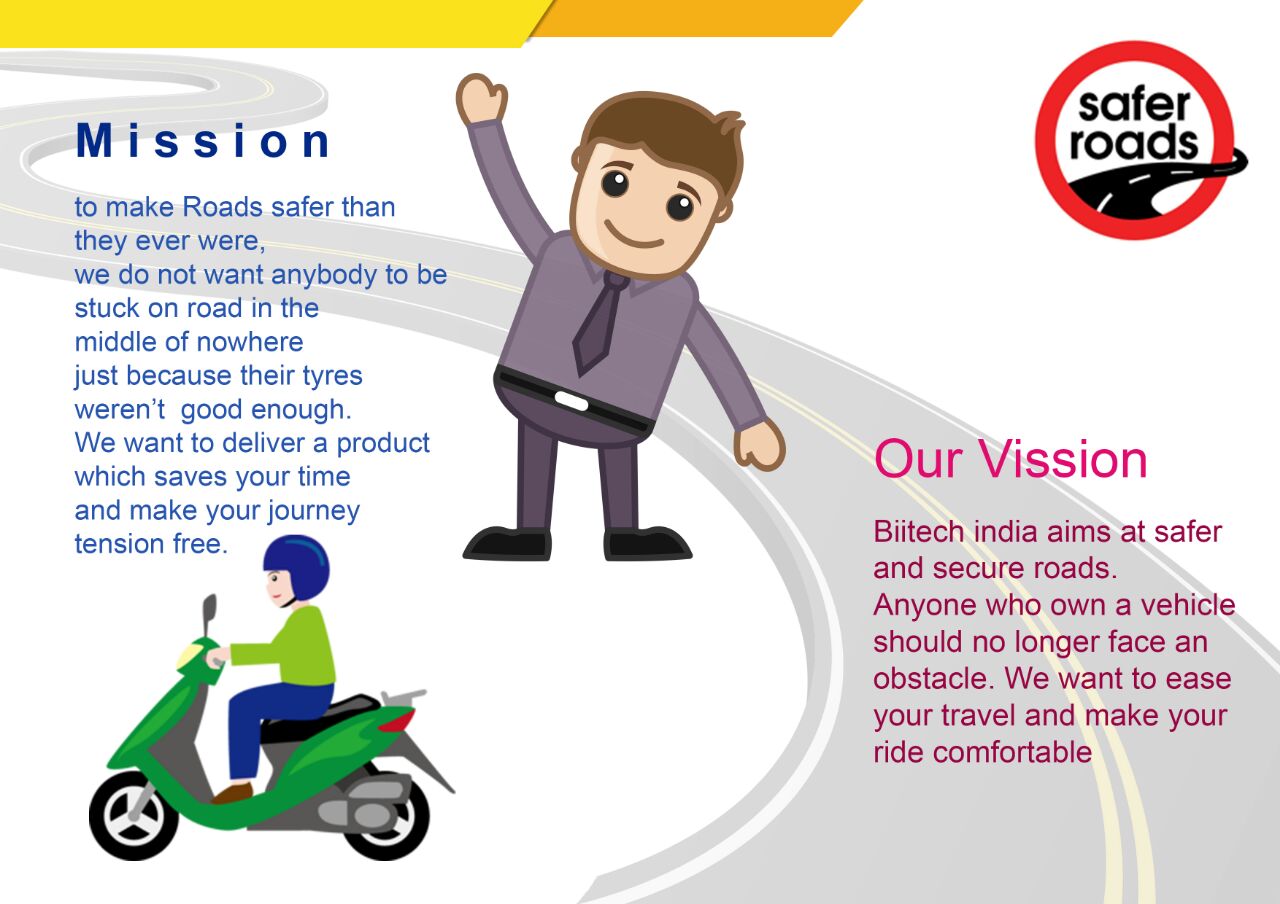 safer
roads
Mission
to make Roads safer than
they ever were,
we do not want anybody to be
stuck on road in the
middle of nowhere
just because their tyres
weren’t  good enough.
We want to deliver a product
which saves your time
and make your journey
tension free.
Our Vission
Biitech india aims at safer
and secure roads.
Anyone who own a vehicle
should no longer face an
obstacle. We want to ease
your travel and make your
ride comfortable